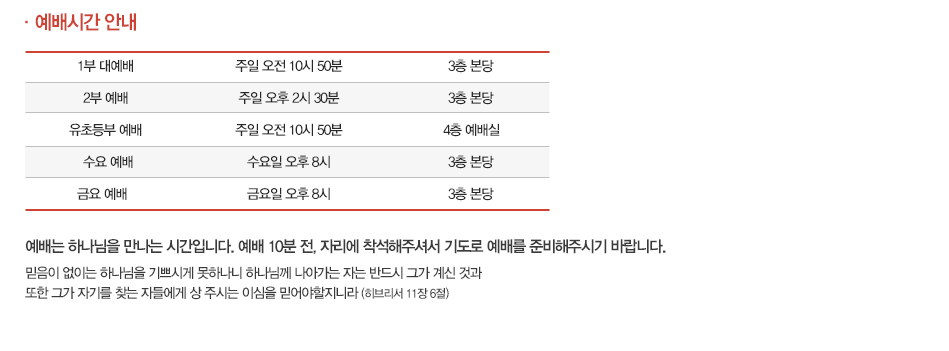 · 예배시간 안내
1부 대예배 주일 오전 10시 50분 3층 본당
2부 예배 주일 오후 2시 30분 3층 본당
유초등부 예배 주일 오전 10시 50분 4층 예배실
수요 예배 수요일 오후 8시 3층 본당
금요 예배 금요일 오후 8시 3층 본당
예배는 하나님을 만나는 시간입니다. 예배 10분 전, 자리에 착석해주셔서 기도로 예배를 준비해주시기 바랍니다.
믿음이 없이는 하나님을 기쁘시게 못하나니 하나님께 나아가는 자는 반드시 그가 계신 것과
또한 그가 자기를 찾는 자들에게 상 주시는 이심을 믿어야할지니라 (히브리서 11장 6절)